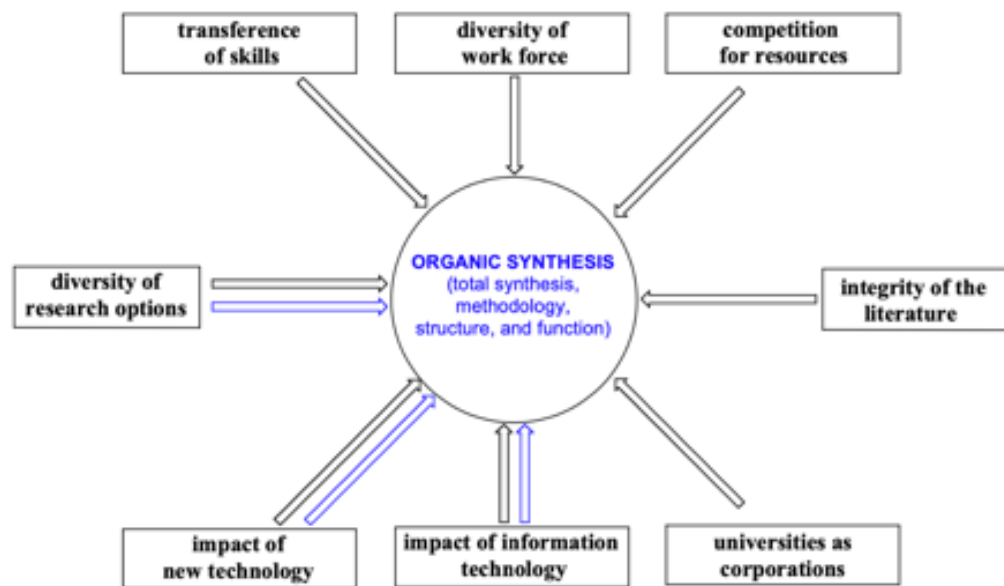 transference
of skills
diversity of
work force
competition
for resources
ORGANIC SYNTHESIS
(total synthesis,
methodology,
structure, and function)
diversity of
research options
integrity of the
literature
impact of
new technology
impact of information
technology
universities as
corporations